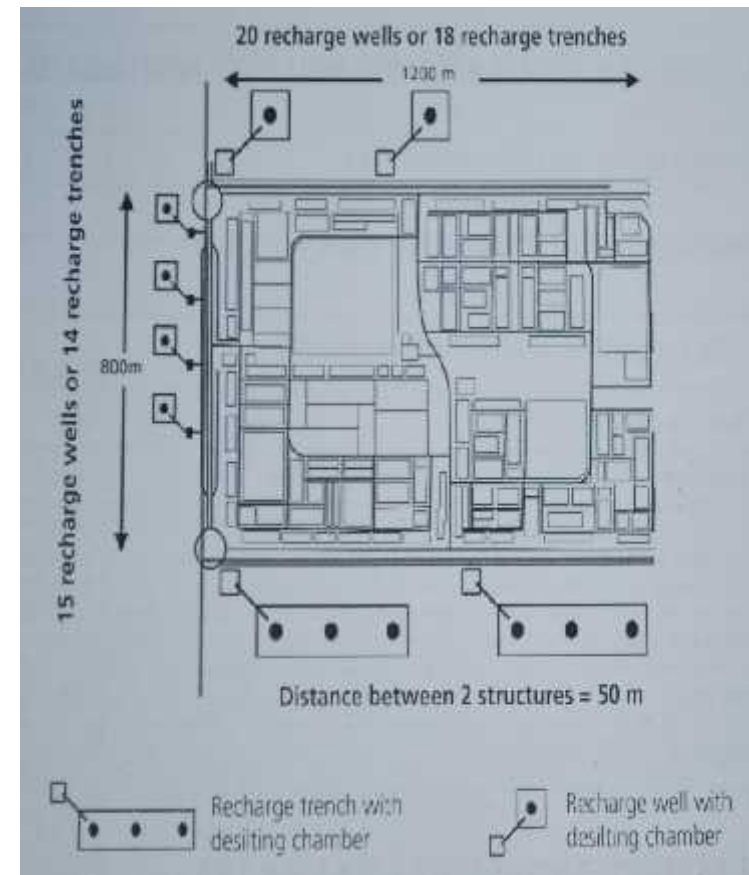 20 recharge wells or 18 recharge trenches
1200 m
15 recharge wells or 14 recharge trenches
800m
Distance between 2 structures = 50 m
Recharge trench with
desilting chamber
Recharge well with
desilting chamber